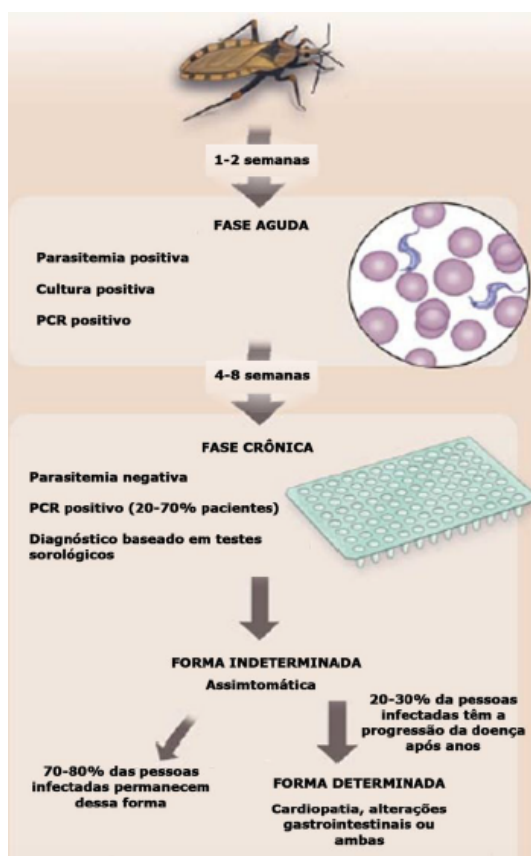 1-2 semanas
FASE AGUDA
Parasitemia positiva
Cultura positiva
PCR positivo
4-8 semanas
FASE CRÔNICA
Parasitemia negativa
PCR positivo (20-70% pacientes)
Diagnóstico baseado em testes
sorológicos
FORMA INDETERMINADA
Assimtomática
20-30% da pessoas
infectadas têm a
progressão da doença
após anos
70-80% das pessoas
infectadas permanecem
dessa forma
FORMA DETERMINADA
Cardiopatia, alterações
gastrointestinais ou
ambas